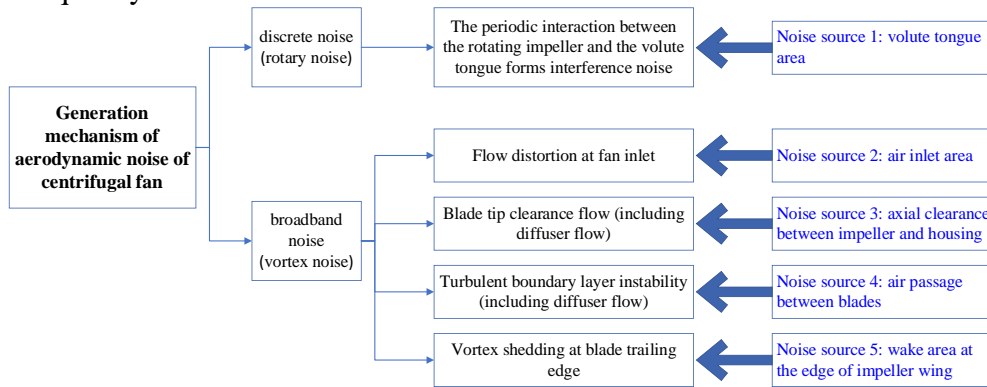 discrete noise
(rotary noise)
The periodic interaction between
the rotating impeller and the volute
tongue forms interference noise
Noise source 1: volute tongue
area
Generation
mechanism of
aerodynamic noise of
centrifugal fan
Flow distortion at fan inlet
Noise source 2: air inlet area
broadband
noise
(vortex noise)
Blade tip clearance flow (including
diffuser flow)
Noise source 3: axial clearance
between impeller and housing
Turbulent boundary layer instability
(including diffuser flow)
Noise source 4: air passage
between blades
Vortex shedding at blade trailing
edge
Noise source 5: wake area at
the edge of impeller wing